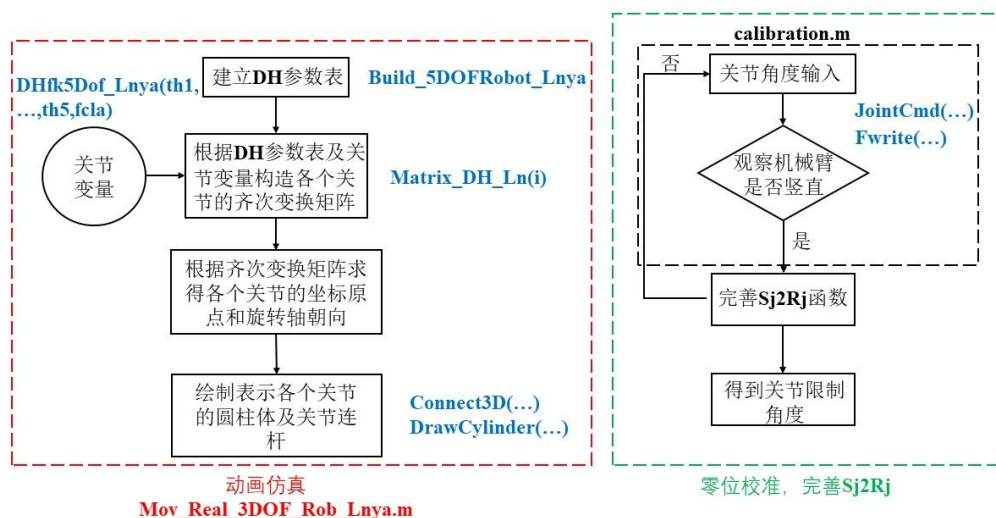 建立DH参数表
Build_5DOFRobot_Lnya
DHfk5Dof_Lnya(th1,
…,th5,fcla)
关节
变量
根据DH参数表及关
节变量构造各个关
节的齐次变换矩阵
Matrix_DH_Ln(i)
根据齐次变换矩阵求
得各个关节的坐标原
点和旋转轴朝向
绘制表示各个关节
的圆柱体及关节连
杆
Connect3D(…)
DrawCylinder(…)
动画仿真
Mov_Real_3DOF_Rob_Lnya.m
calibration.m
否
关节角度输入
JointCmd(…)
Fwrite(…)
观察机械臂
是否竖直
是
完善Sj2Rj函数
得到关节限制
角度
零位校准，完善Sj2Rj